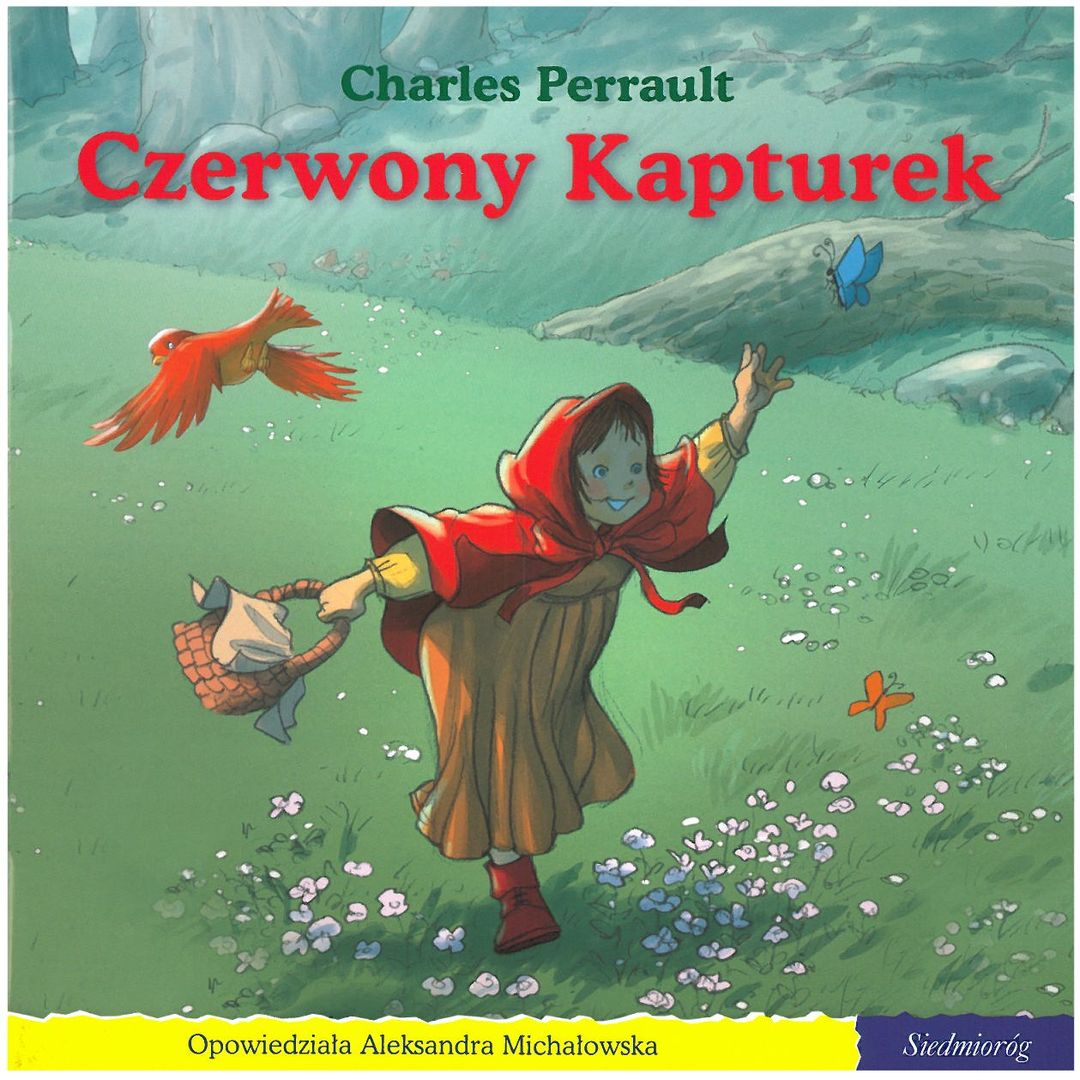 Charles Perrault
Czerwony Kapturek
Opowiedziała Aleksandra Michałowska
Siedmioróg